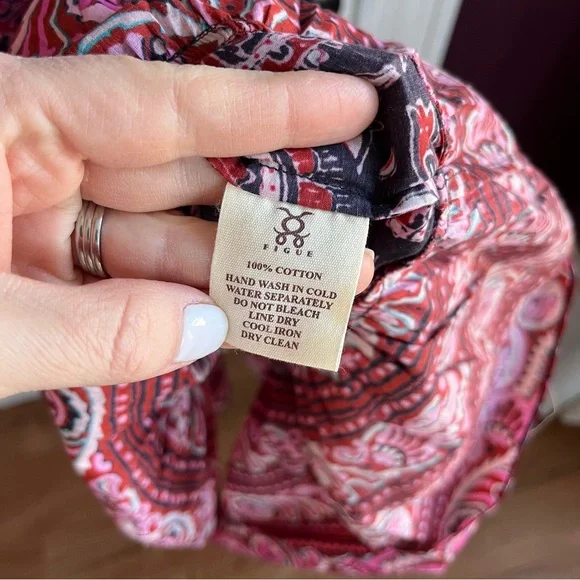 FIGUE
100% COTTON
HAND WASH IN COLD
WATER SEPARATELY
DO NOT BLEACH
LINE DRY
COOL IRON
DRY CLEAN